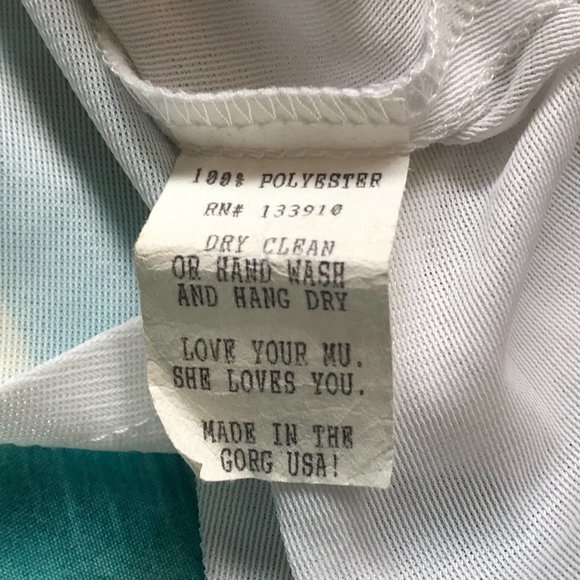 100% POLYESTER
RN# 133910
DRY CLEAN
OR HAND WASH
AND HANG DRY
LOVE YOUR MU.
SHE LOVES YOU.
MADE IN THE
GORG USA!